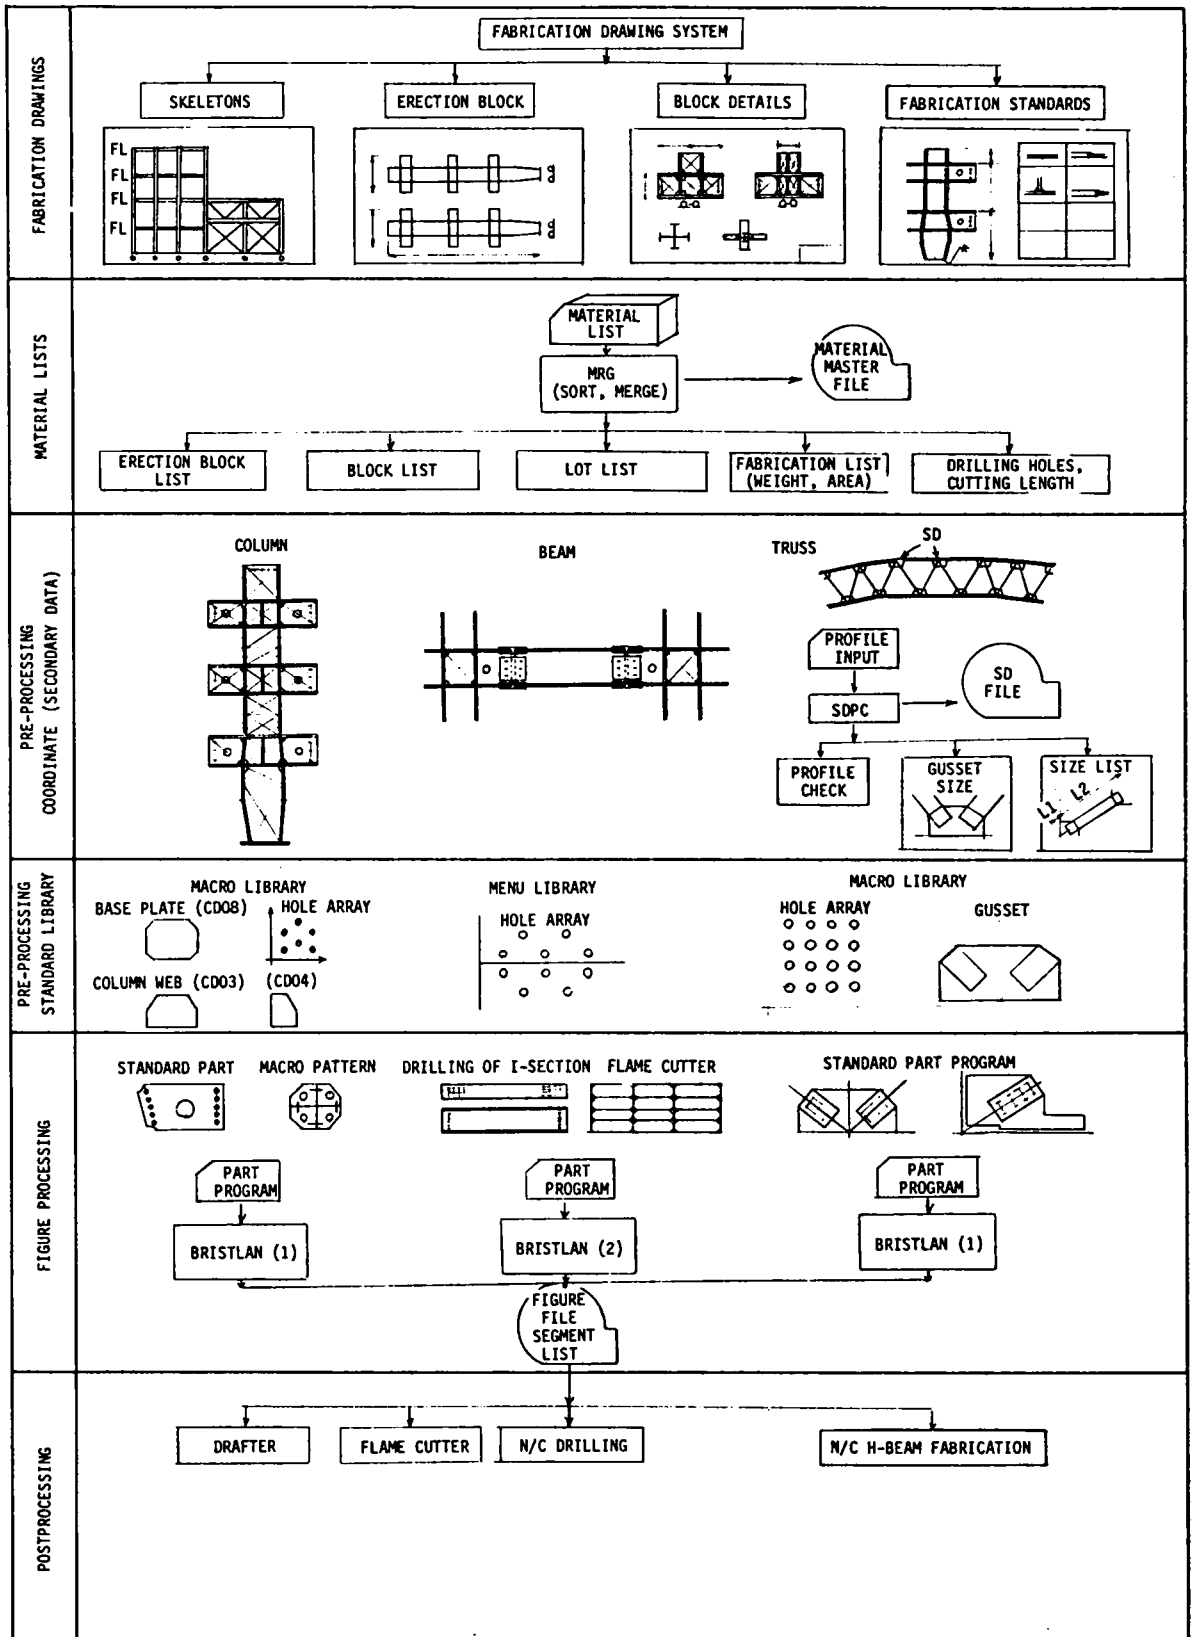 FABRICATION DRAWINGS
FABRICATION DRAWING SYSTEM
SKELETONS
ERECTION BLOCK
BLOCK DETAILS
FABRICATION STANDARDS
FL
FL
FL
FL
MATERIAL LISTS
MATERIAL
LIST
MRG
(SORT, MERGE)
MATERIAL
MASTER
FILE
ERECTION BLOCK
LIST
BLOCK LIST
LOT LIST
FABRICATION LIST
(WEIGHT, AREA)
DRILLING HOLES,
CUTTING LENGTH
PRE-PROCESSING
COORDINATE (SECONDARY DATA)
COLUMN
BEAM
TRUSS
SD
PROFILE
INPUT
SDPC
SD
FILE
PROFILE
CHECK
GUSSET
SIZE
SIZE LIST
L1
L2
PRE-PROCESSING
STANDARD LIBRARY
MACRO LIBRARY
BASE PLATE (CD08)
HOLE ARRAY
COLUMN WEB (CD03)
(CD04)
MENU LIBRARY
HOLE ARRAY
MACRO LIBRARY
HOLE ARRAY
GUSSET
FIGURE PROCESSING
STANDARD PART
MACRO PATTERN
DRILLING OF I-SECTION
FLAME CUTTER
STANDARD PART PROGRAM
PART
PROGRAM
BRISTLAN (1)
PART
PROGRAM
BRISTLAN (2)
PART
PROGRAM
BRISTLAN (1)
FIGURE
FILE
SEGMENT
LIST
POSTPROCESSING
DRAFTER
FLAME CUTTER
N/C DRILLING
N/C H-BEAM FABRICATION